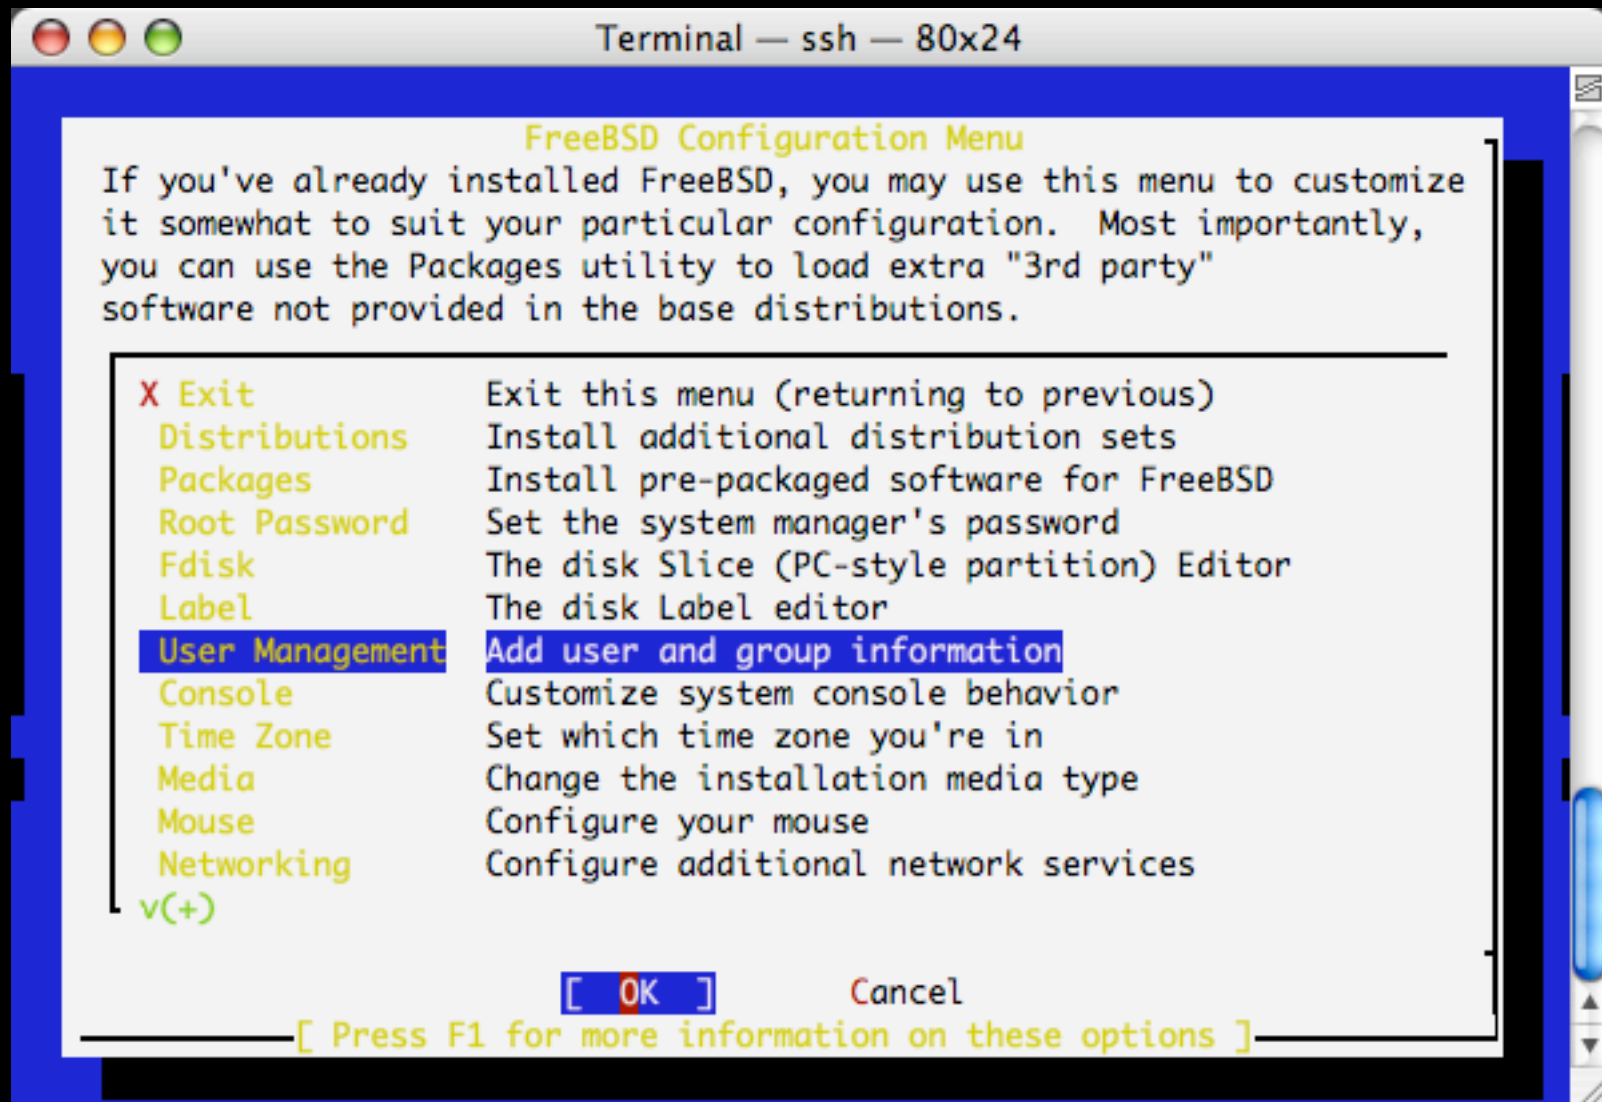 Terminal — ssh — 80x24
FreeBSD Configuration Menu
If you've already installed FreeBSD, you may use this menu to customize
it somewhat to suit your particular configuration.  Most importantly,
you can use the Packages utility to load extra "3rd party"
software not provided in the base distributions.
X Exit Exit this menu (returning to previous)
Distributions Install additional distribution sets
Packages Install pre-packaged software for FreeBSD
Root Password Set the system manager's password
Fdisk The disk Slice (PC-style partition) Editor
Label The disk Label editor
User Management Add user and group information
Console Customize system console behavior
Time Zone Set which time zone you're in
Media Change the installation media type
Mouse Configure your mouse
Networking Configure additional network services
v(+)
[ OK ] Cancel
[ Press F1 for more information on these options ]